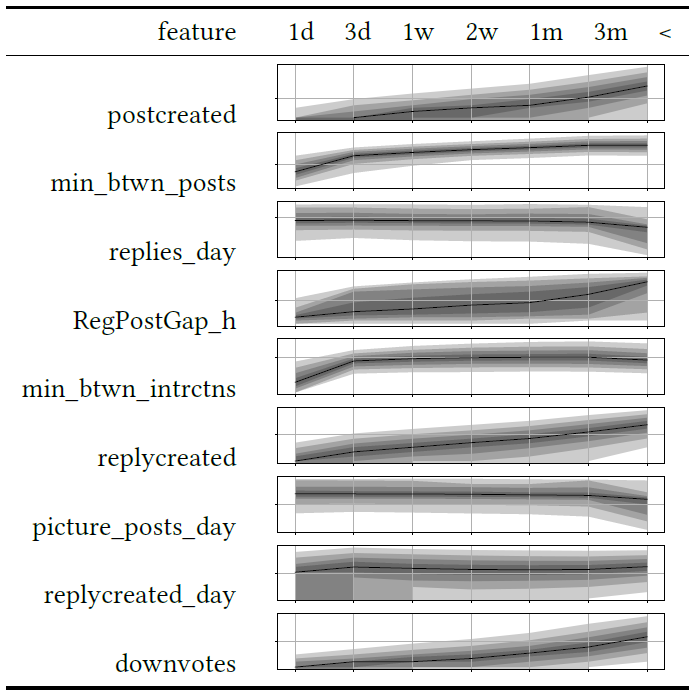 feature 1d 3d 1w 2w 1m 3m <
postcreated
min_btwn_posts
replies_day
RegPostGap_h
min_btwn_intrctns
replycreated
picture_posts_day
replycreated_day
downvotes